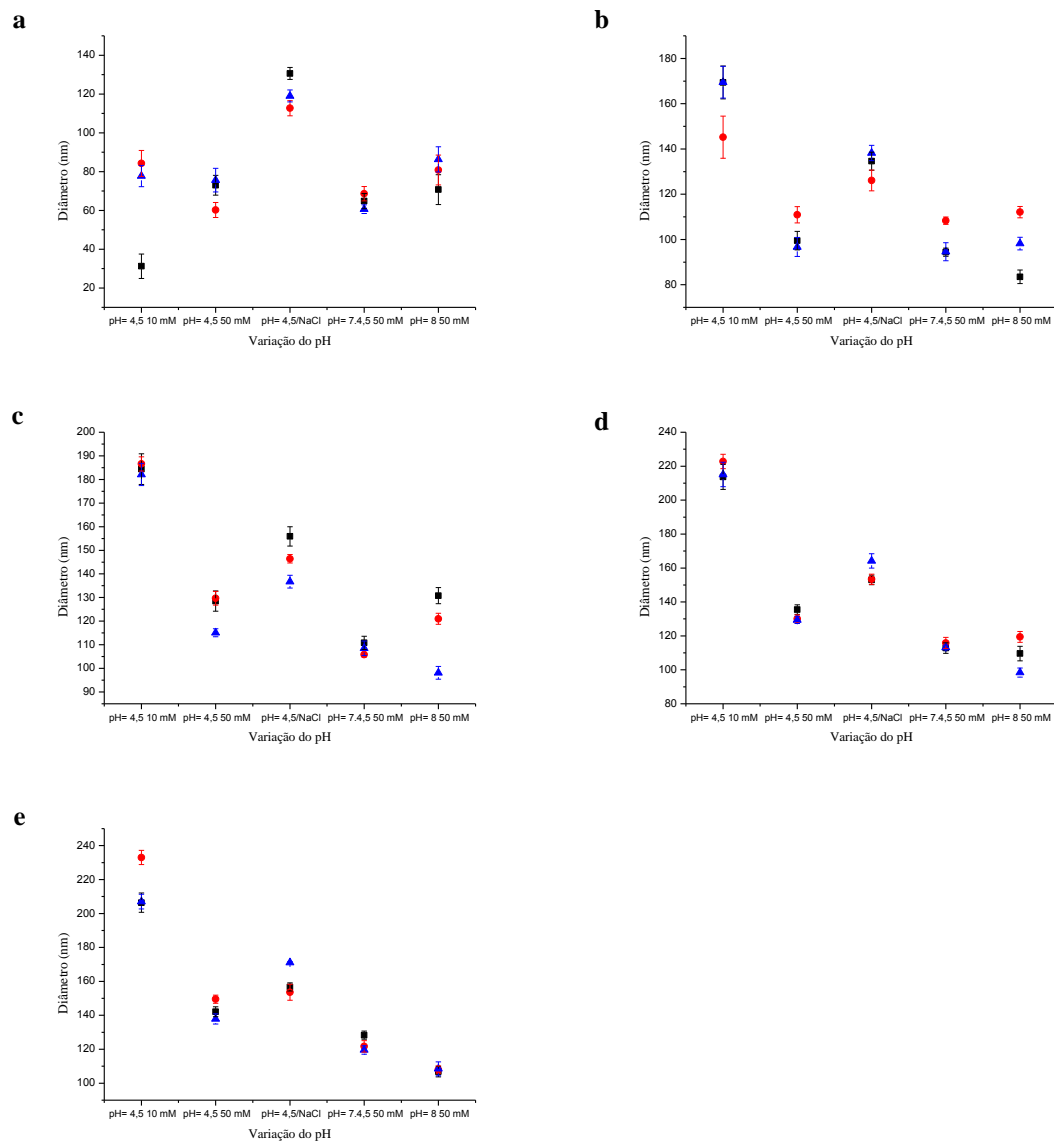 a
140
120
100
80
60
40
20
Diâmetro (nm)
pH= 4,5 10 mM pH= 4,5 50 mM pH= 4,5/NaCl pH= 7.4,5 50 mM pH= 8 50 mM
Variação do pH
b
180
160
140
120
100
80
Diâmetro (nm)
pH= 4,5 10 mM pH= 4,5 50 mM pH= 4,5/NaCl pH= 7.4,5 50 mM pH= 8 50 mM
Variação do pH
c
200
190
180
170
160
150
140
130
120
110
100
90
Diâmetro (nm)
pH= 4,5 10 mM pH= 4,5 50 mM pH= 4,5/NaCl pH= 7.4,5 50 mM pH= 8 50 mM
Variação do pH
d
240
220
200
180
160
140
120
100
80
Diâmetro (nm)
pH= 4,5 10 mM pH= 4,5 50 mM pH= 4,5/NaCl pH= 7.4,5 50 mM pH= 8 50 mM
Variação do pH
e
240
220
200
180
160
140
120
100
Diâmetro (nm)
pH= 4,5 10 mM pH= 4,5 50 mM pH= 4,5/NaCl pH= 7.4,5 50 mM pH= 8 50 mM
Variação do pH